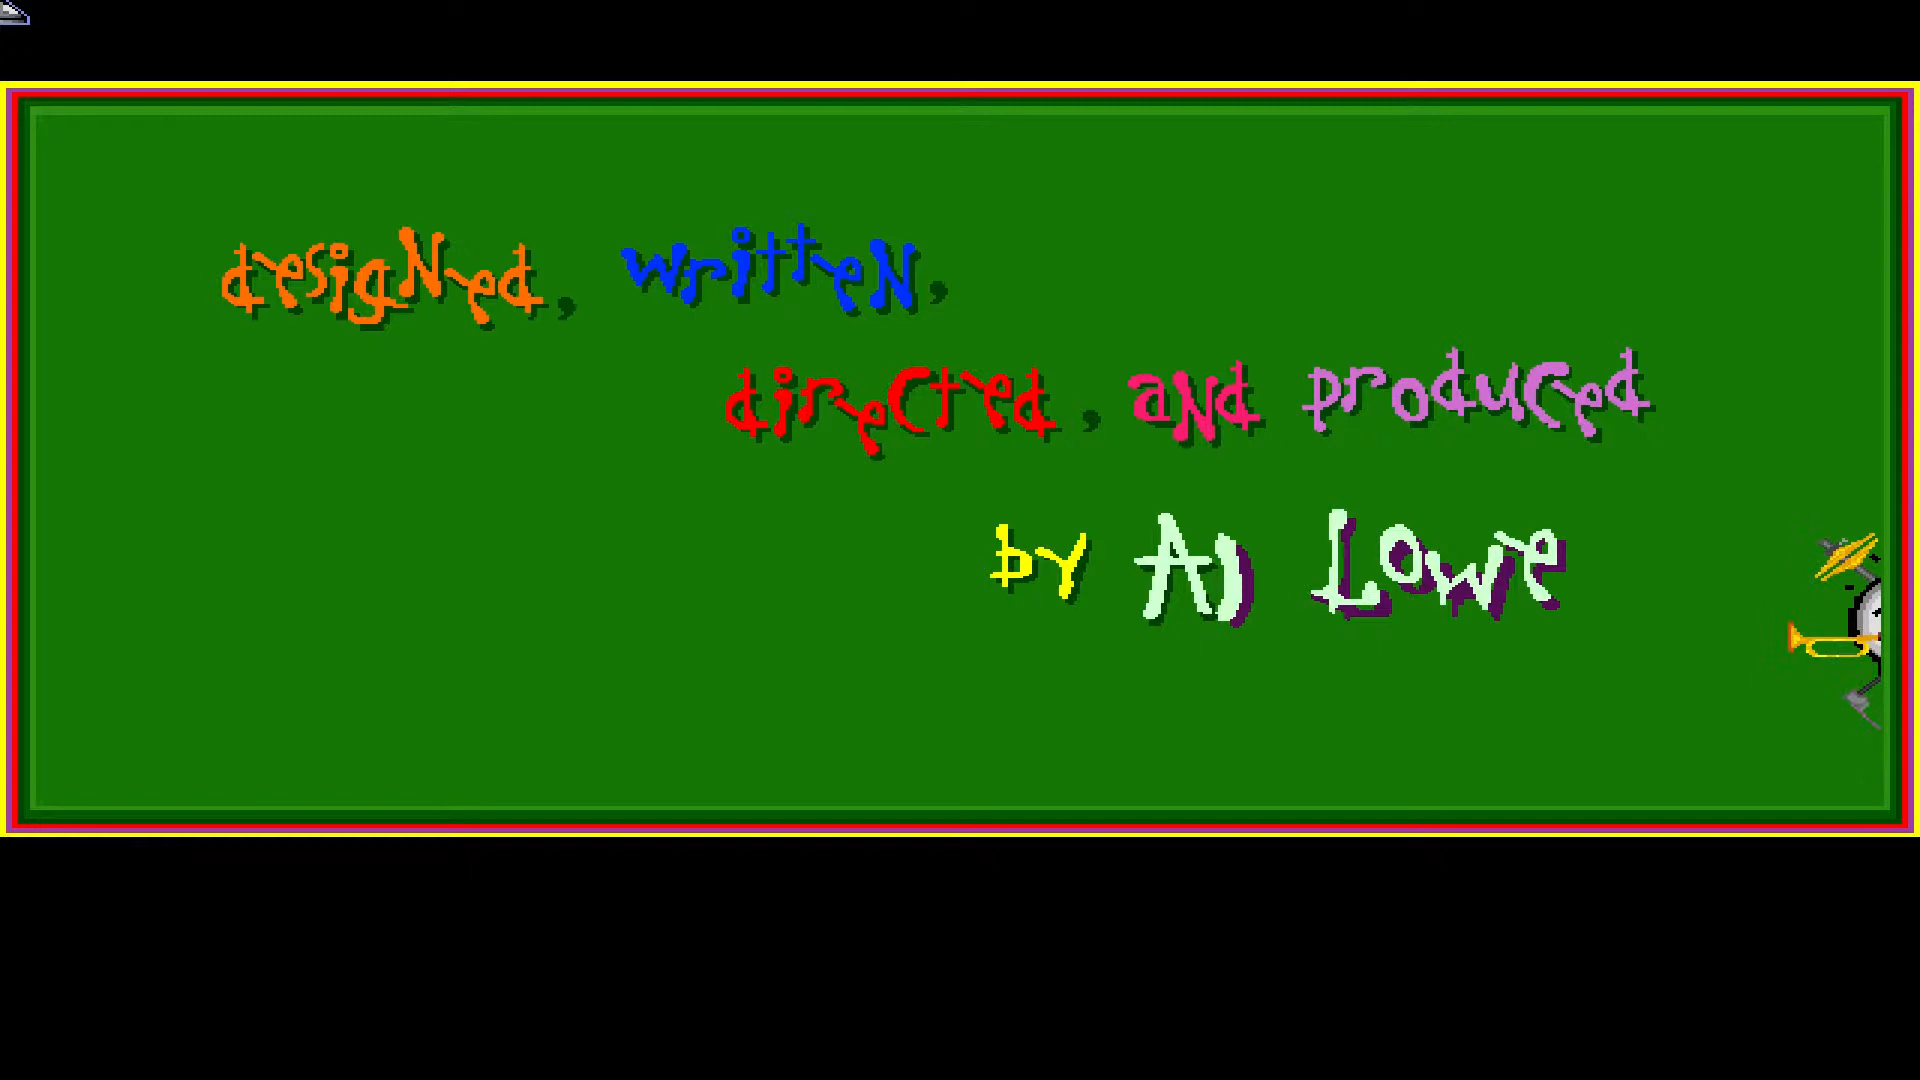 designed, written,
directed, and produced
by Al Lowe